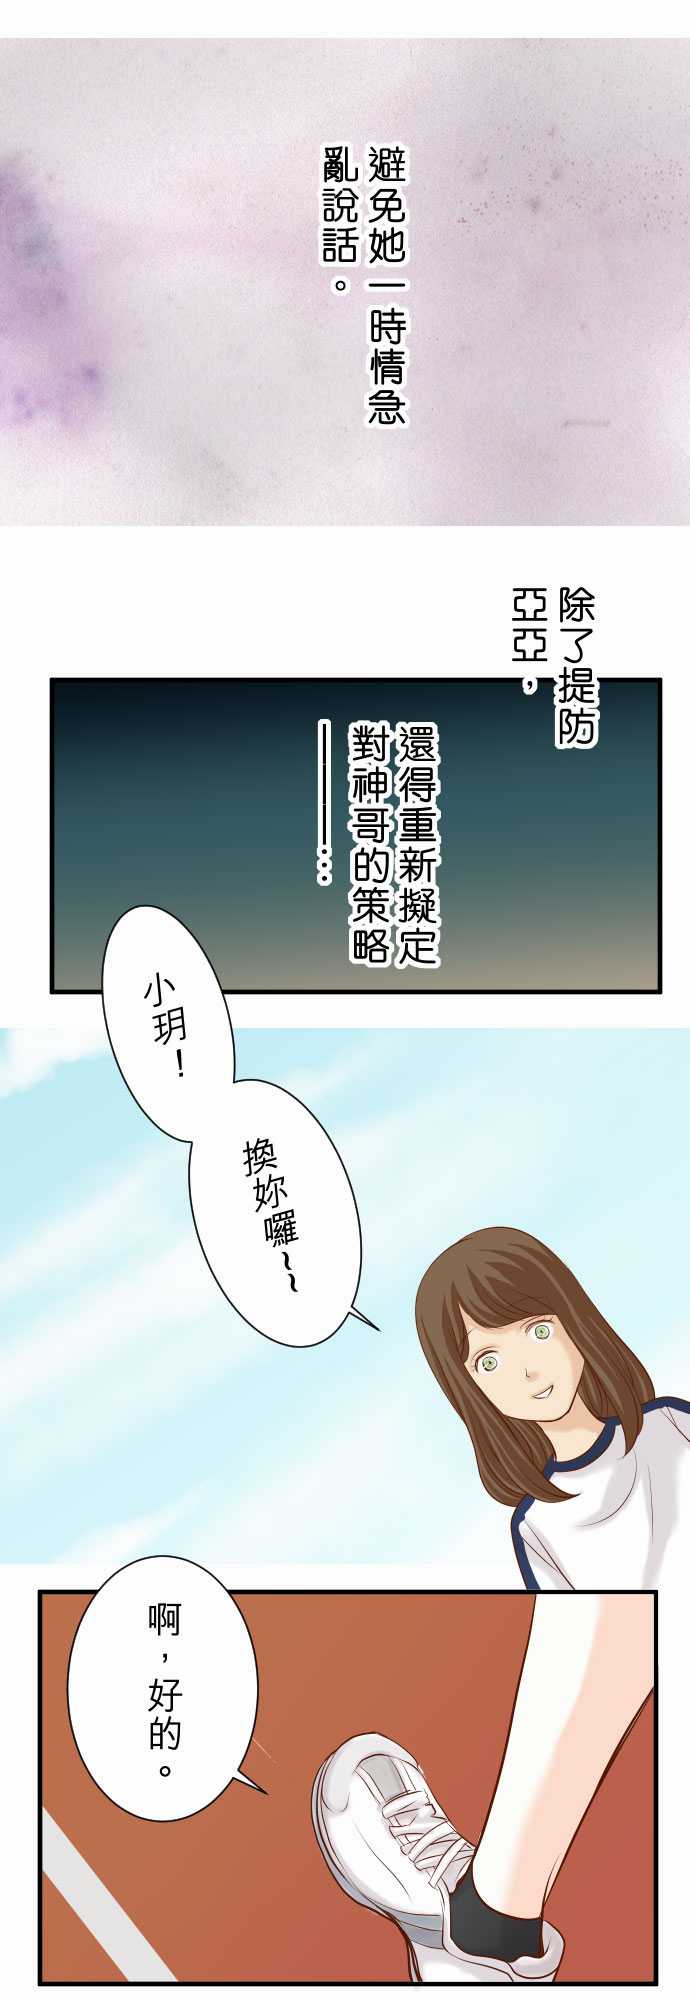 避免她一時情急
亂說話。
除了提防
亞亞，
還得重新擬定
對神哥的策略
——⋯⋯
小玥！
換妳囉~~
啊，好的。